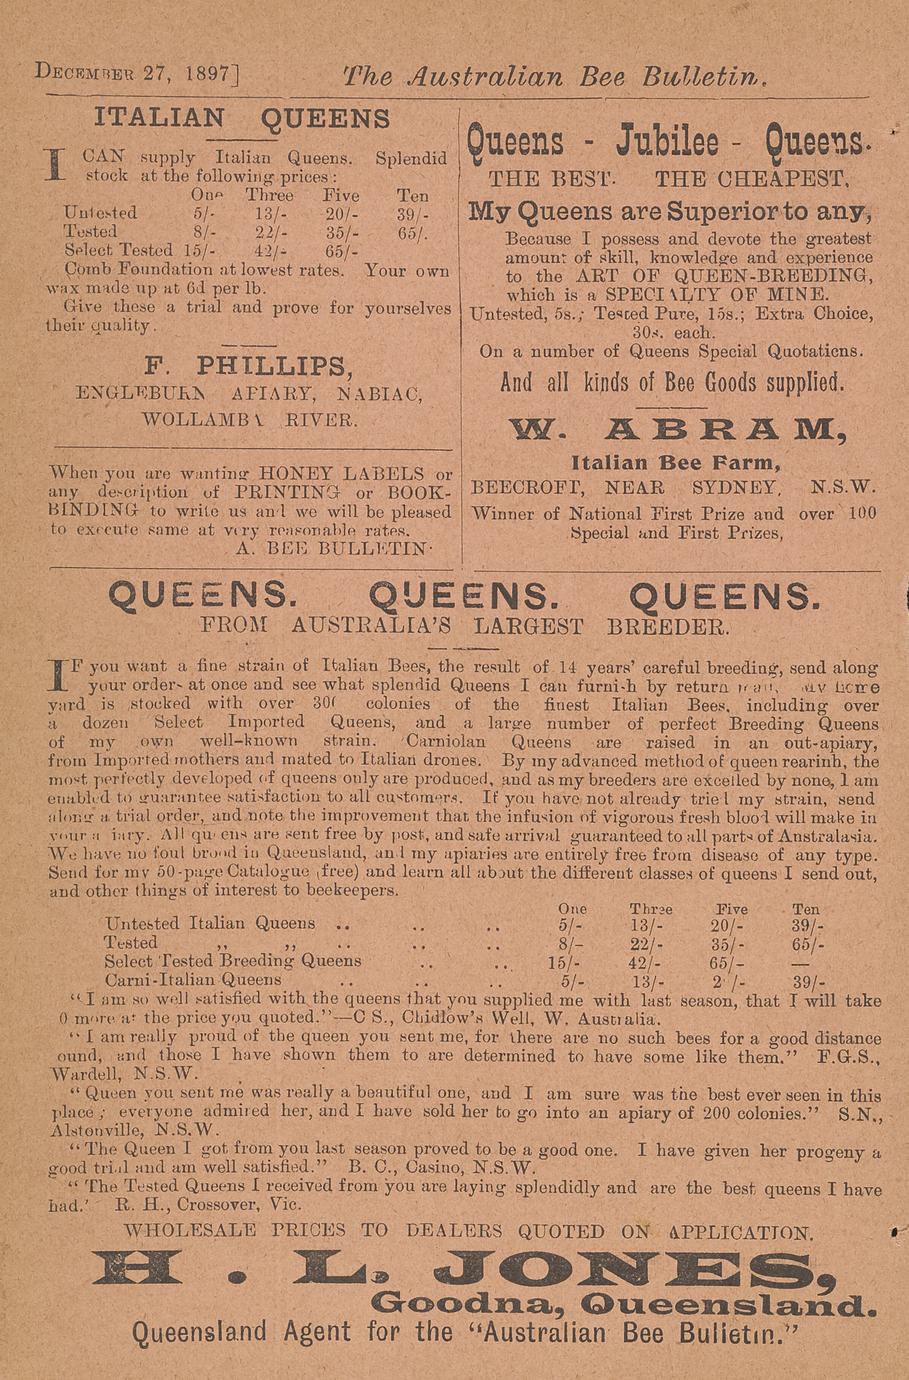 DECEMBER 27, 1897] The Australian Bee Bulletin.
ITALIAN QUEENS
I CAN supply Italian Queens. Splendid
stock at the following prices:
One Three Five Ten
Untested 5/- 13/- 20/- 39/-
Tested 8/- 22/- 35/- 65/.
Select Tested 15/- 42/- 65/-
Comb Foundation at lowest rates. Your own
wax made up at 6d per lb.
Give these a trial and prove for yourselves
their quality.
F. PHILLIPS,
ENGLEBURN APIARY, NABIAC,
WOLLAMBA RIVER.
When you are wanting HONEY LABELS or
any description of PRINTING or BOOK-
BINDING to write us and we will be pleased
to execute same at very reasonable rates.
A. BEE BULLETIN.
Queens - Jubilee - Queens.
THE BEST. THE CHEAPEST,
My Queens are Superior to any,
Because I possess and devote the greatest
amount of skill, knowledge and experience
to the ART OF QUEEN-BREEDING,
which is a SPECIALTY OF MINE.
Untested, 5s.; Tested Pure, 15s.; Extra Choice,
30s. each.
On a number of Queens Special Quotations.
And all kinds of Bee Goods supplied.
W. ABRAM,
Italian Bee Farm,
BEECROFT, NEAR SYDNEY, N.S.W.
Winner of National First Prize and over 100
Special and First Prizes,
QUEENS. QUEENS. QUEENS.
FROM AUSTRALIA'S LARGEST BREEDER.
IF you want a fine strain of Italian Bees, the result of 14 years' careful breeding, send along
your orders at once and see what splendid Queens I can furnish by return mail. My home
yard is stocked with over 300 colonies of the finest Italian Bees, including over
a dozen Select Imported Queens, and a large number of perfect Breeding Queens
of my own well-known strain. Carniolan Queens are raised in an out-apiary,
from Imported mothers and mated to Italian drones. By my advanced method of queen rearinh, the
most perfectly developed of queens only are produced, and as my breeders are excelled by none, I am
enabled to guarantee satisfaction to all customers. If you have not already tried my strain, send
along a trial order, and note the improvement that the infusion of vigorous fresh blood will make in
your apiary. All queens are sent free by post, and safe arrival guaranteed to all parts of Australasia.
We have no foul brood in Queensland, and my apiaries are entirely free from disease of any type.
Send for my 50-page Catalogue (free) and learn all about the different classes of queens I send out,
and other things of interest to beekeepers.
One Three Five Ten
Untested Italian Queens .. .. .. 5/- 13/- 20/- 39/-
Tested ,, ,, .. .. .. 8/- 22/- 35/- 65/-
Select Tested Breeding Queens .. .. 15/- 42/- 65/- —
Carni-Italian Queens .. .. .. 5/- 13/- 2 /- 39/-
"I am so well satisfied with the queens that you supplied me with last season, that I will take
0 more at the price you quoted."—C S., Chidlow's Well, W. Australia.
"I am really proud of the queen you sent me, for there are no such bees for a good distance
ound, and those I have shown them to are determined to have some like them." F.G.S.,
Wardell, N.S.W.
"Queen you sent me was really a beautiful one, and I am sure was the best ever seen in this
place; everyone admired her, and I have sold her to go into an apiary of 200 colonies." S.N.,
Alstonville, N.S.W.
"The Queen I got from you last season proved to be a good one. I have given her progeny a
good trial and am well satisfied." B. C., Casino, N.S.W.
"The Tested Queens I received from you are laying splendidly and are the best queens I have
had.' R. H., Crossover, Vic.
WHOLESALE PRICES TO DEALERS QUOTED ON APPLICATION.
H. L. JONES,
Goodna, Queensland.
Queensland Agent for the "Australian Bee Bulletin."